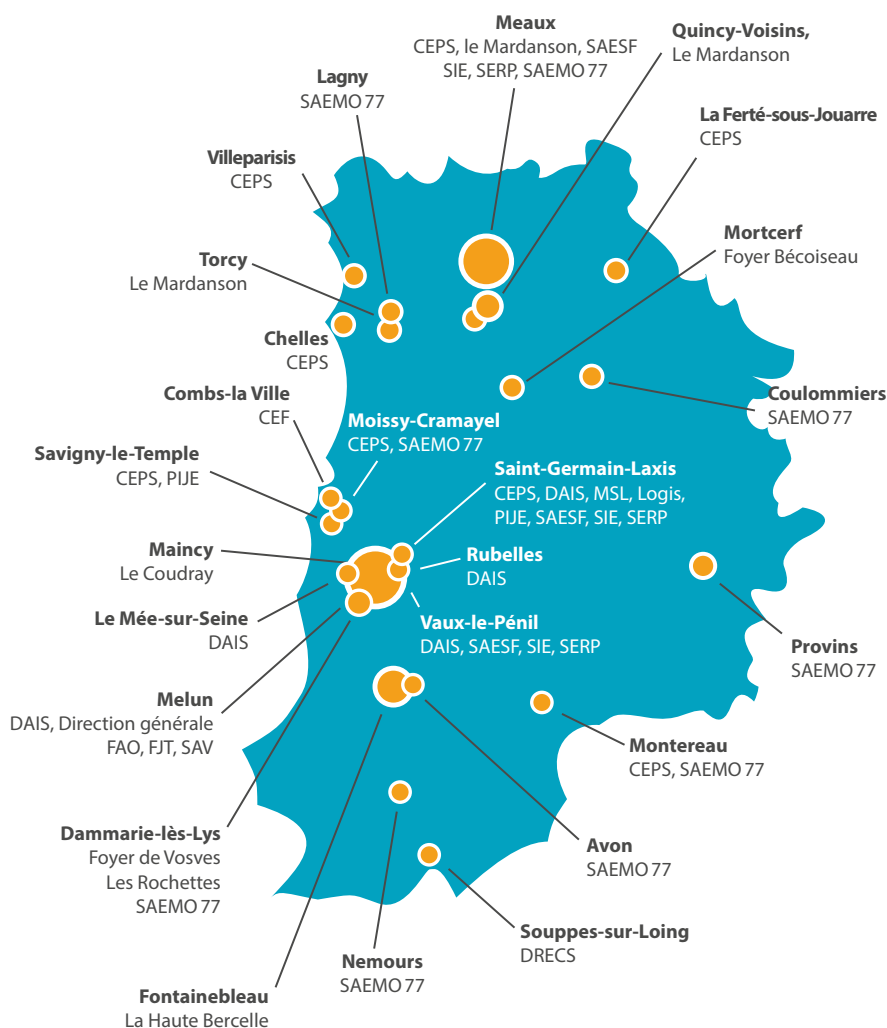 Meaux
CEPS, le Mardanson, SAESF
SIE, SERP, SAEMO 77
Quincy-Voisins,
Le Mardanson
Lagny
SAEMO 77
La Ferté-sous-Jouarre
CEPS
Villeparisis
CEPS
Mortcerf
Foyer Bécoiseau
Torcy
Le Mardanson
Chelles
CEPS
Coulommiers
SAEMO 77
Combs-la Ville
CEF
Moissy-Cramayel
CEPS, SAEMO 77
Savigny-le-Temple
CEPS, PIJE
Saint-Germain-Laxis
CEPS, DAIS, MSL, Logis,
PIJE, SAESF, SIE, SERP
Maincy
Le Coudray
Rubelles
DAIS
Le Mée-sur-Seine
DAIS
Vaux-le-Pénil
DAIS, SAESF, SIE, SERP
Provins
SAEMO 77
Melun
DAIS, Direction générale
FAO, FJT, SAV
Montereau
CEPS, SAEMO 77
Dammarie-lès-Lys
Foyer de Vosves
Les Rochettes
SAEMO 77
Avon
SAEMO 77
Souppes-sur-Loing
DRECS
Nemours
SAEMO 77
Fontainebleau
La Haute Bercelle